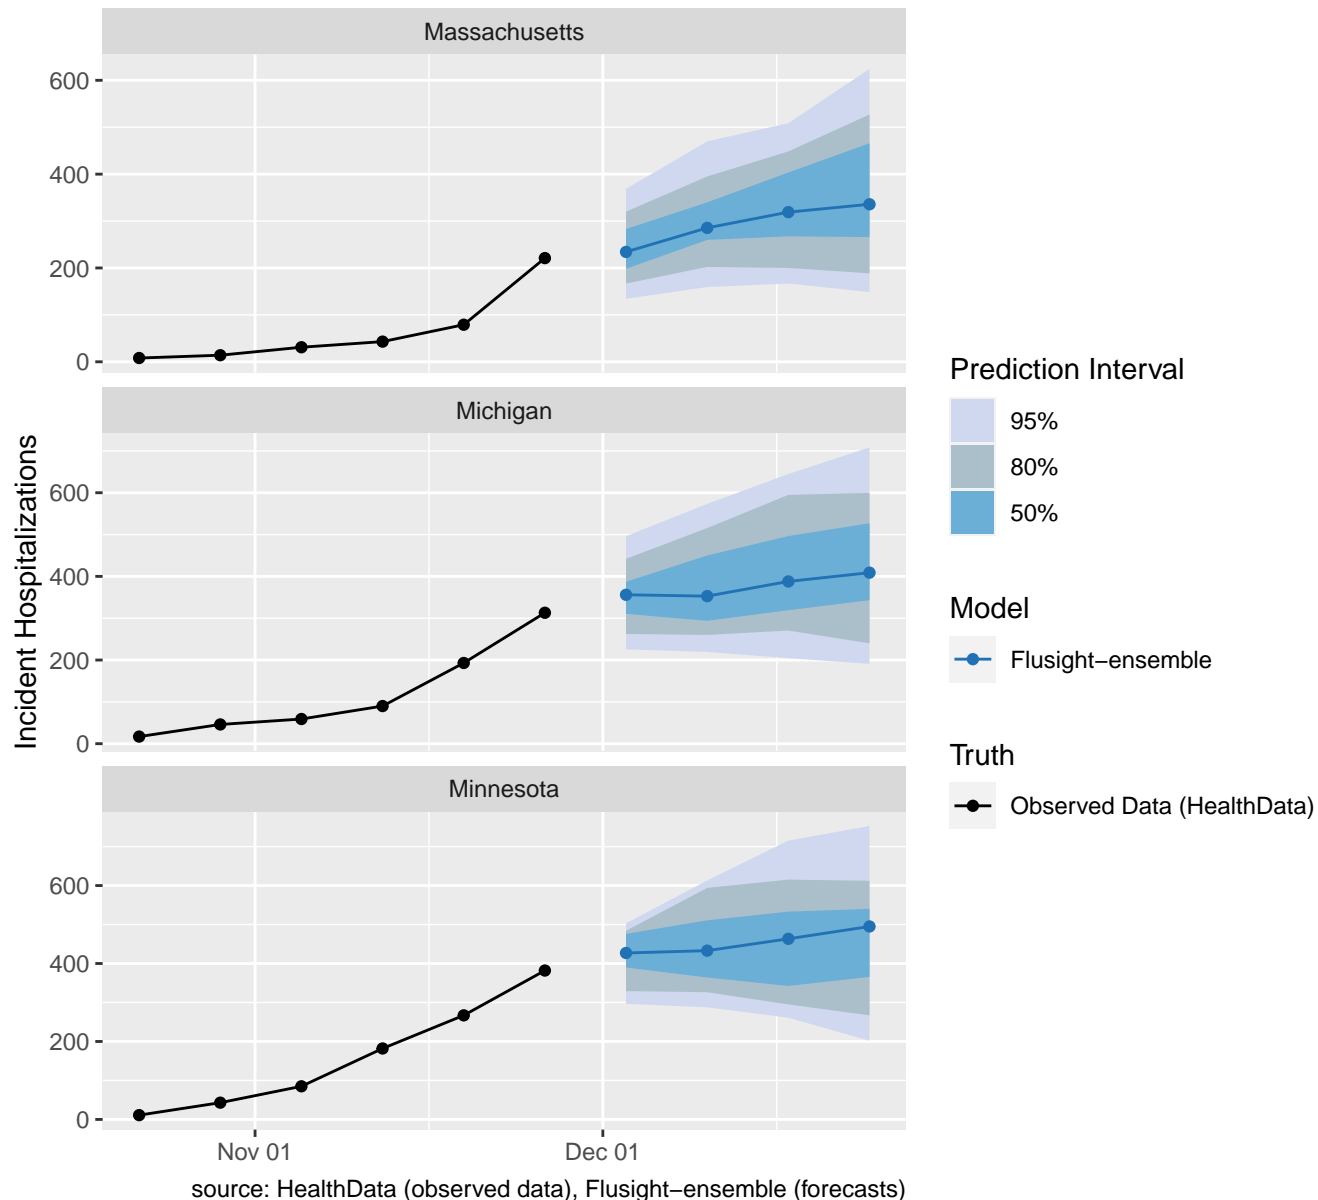 Massachusetts
600
400
200
0
Michigan
600
400
200
0
Minnesota
600
400
200
0
Nov 01
Dec 01
Incident Hospitalizations
source: HealthData (observed data), Flusight−ensemble (forecasts)
Prediction Interval
95%
80%
50%
Model
Flusight−ensemble
Truth
Observed Data (HealthData)